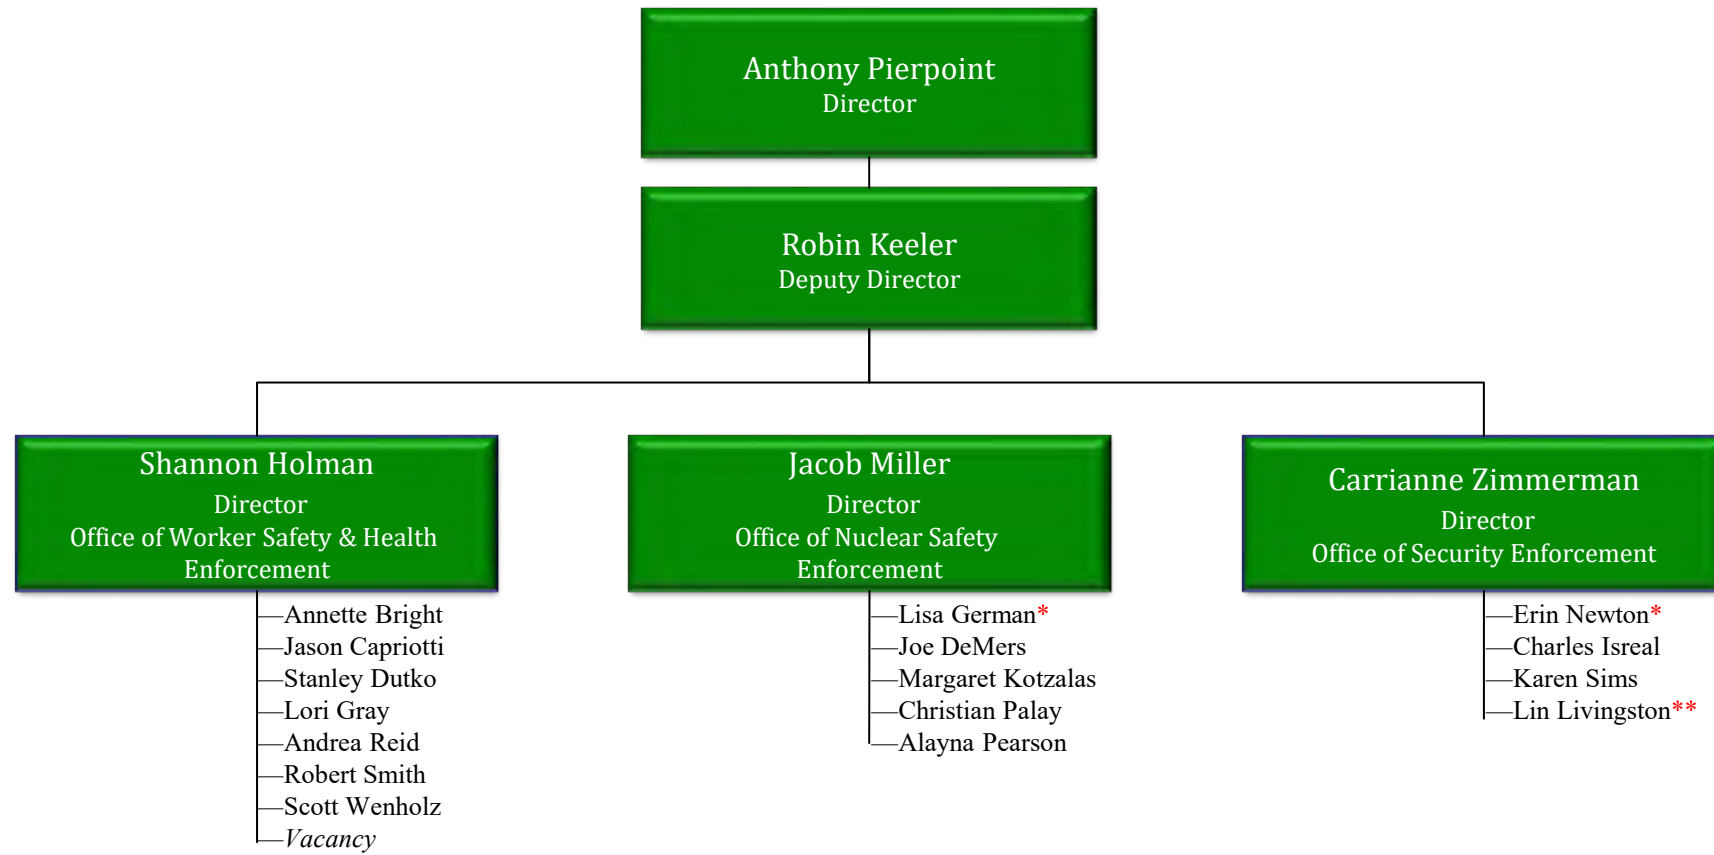 Anthony Pierpoint
Director
Robin Keeler
Deputy Director
Shannon Holman
Director
Office of Worker Safety & Health
Enforcement
Annette Bright
Jason Capriotti
Stanley Dutko
Lori Gray
Andrea Reid
Robert Smith
Scott Wenholz
Vacancy
Jacob Miller
Director
Office of Nuclear Safety
Enforcement
Lisa German*
Joe DeMers
Margaret Kotzalas
Christian Palay
Alayna Pearson
Carrianne Zimmerman
Director
Office of Security Enforcement
Erin Newton*
Charles Isreal
Karen Sims
Lin Livingston**